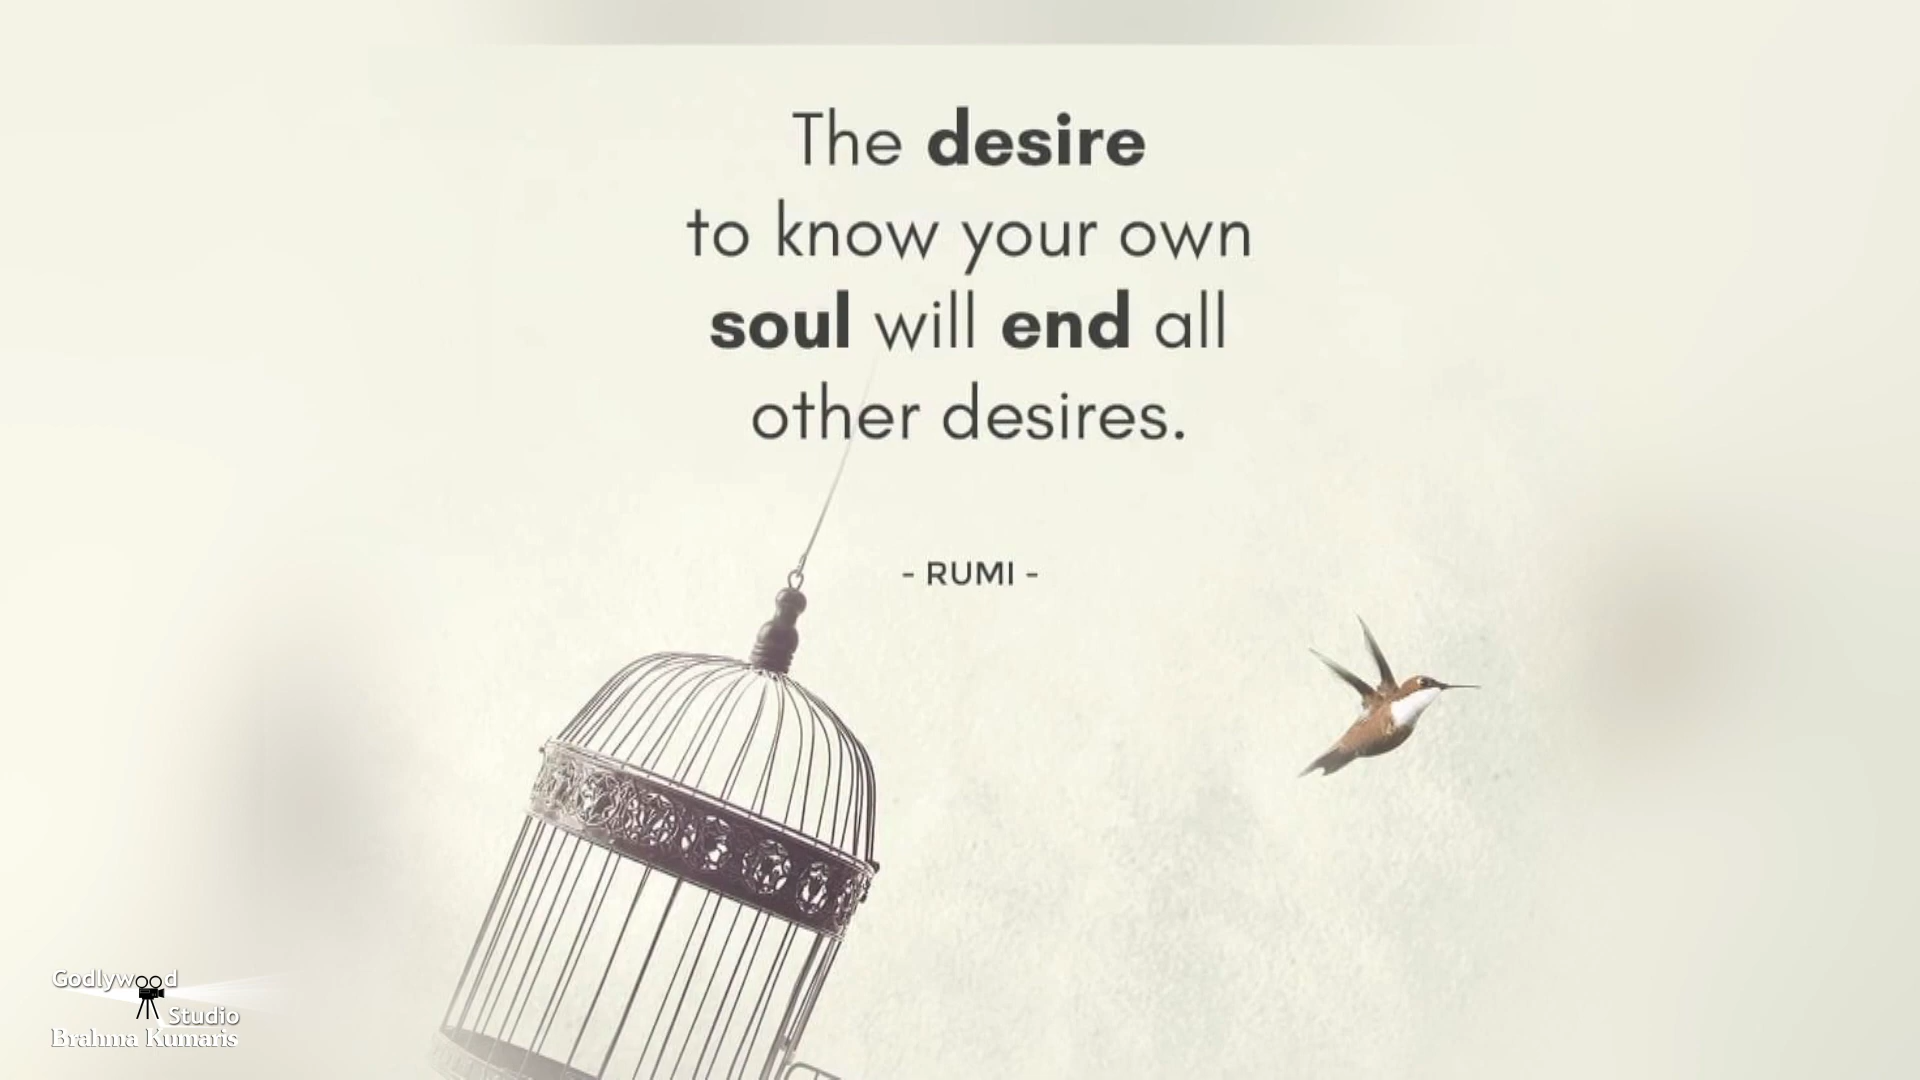 The desire
to know your own
soul will end all
other desires.
- RUMI -
Godlywood
Studio
Brahma Kumaris